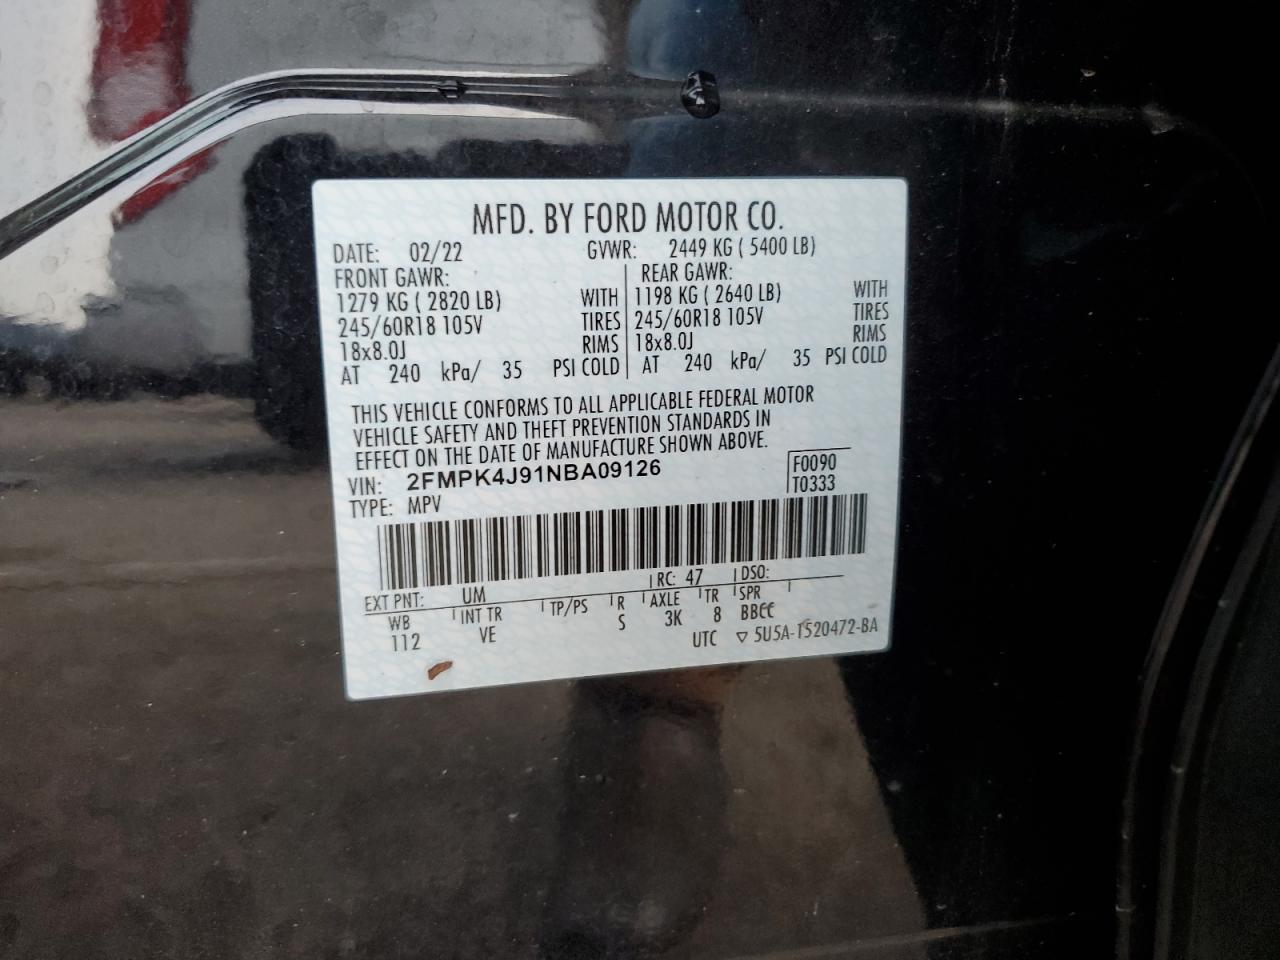 MFD. BY FORD MOTOR CO.
DATE: 02/22 GVWR: 2449 KG ( 5400 LB)
FRONT GAWR: REAR GAWR:
1279 KG ( 2820 LB) WITH 1198 KG ( 2640 LB) WITH
245/60R18 105V TIRES 245/60R18 105V TIRES
18x8.0J RIMS 18x8.0J RIMS
AT 240 kPa/ 35 PSI COLD AT 240 kPa/ 35 PSI COLD
THIS VEHICLE CONFORMS TO ALL APPLICABLE FEDERAL MOTOR
VEHICLE SAFETY AND THEFT PREVENTION STANDARDS IN
EFFECT ON THE DATE OF MANUFACTURE SHOWN ABOVE.
VIN: 2FMPK4J91NBA09126 F0090
TYPE: MPV T0333
EXT PNT: UM RC: 47 DSO:
WB INT TR TP/PS R AXLE TR SPR
112 VE S 3K 8 BBCC
UTC ▽ 5U5A-1520472-BA